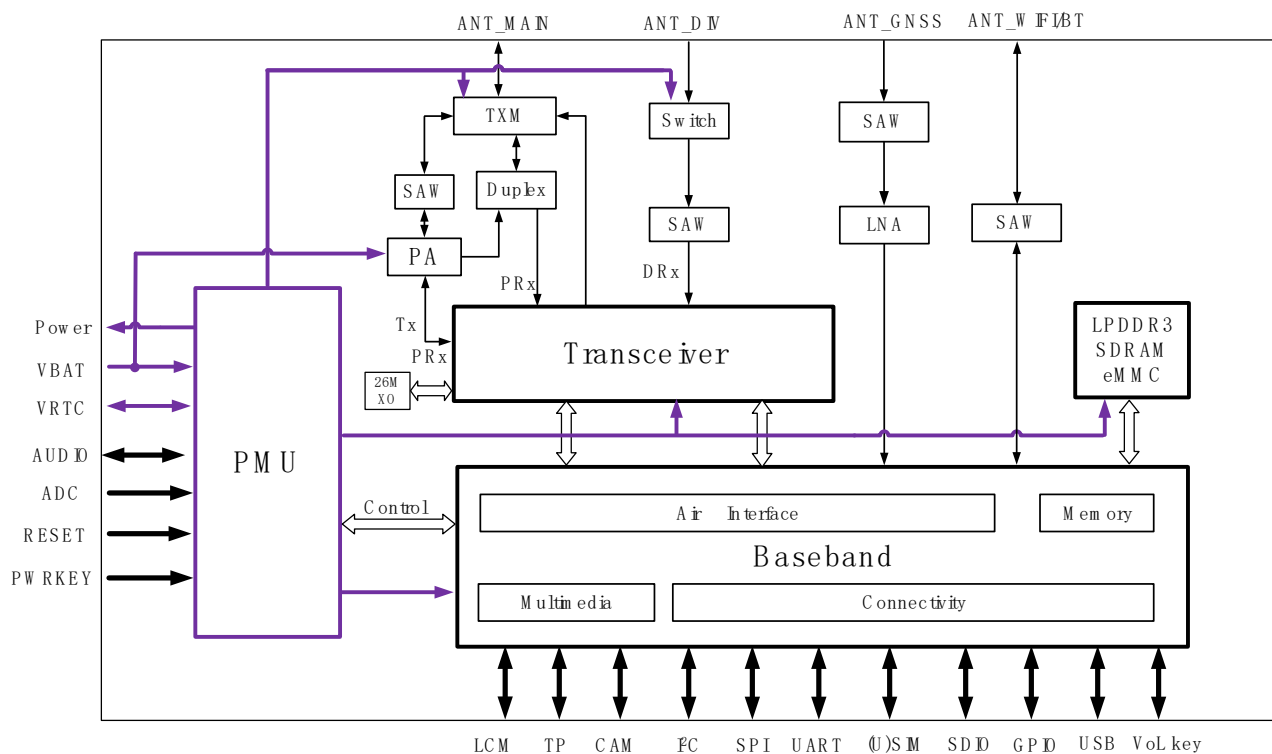 ANT_MAIN ANT_DIV ANT_GNSS ANT_WIFI/BT
TXM
Switch
SAW
SAW
Duplex
SAW
LNA
SAW
PA
DRx
PRx
Tx
PRx
Transceiver
26M
XO
LPDDR3
SDRAM
eMMC
Power
VBAT
VRTC
AUDIO
ADC
RESET
PWRKEY
PMU
Control
Air Interface
Memory
Baseband
Multimedia
Connectivity
LCM TP CAM I²C SPI UART (U)SIM SDIO GPIO USB VoL key